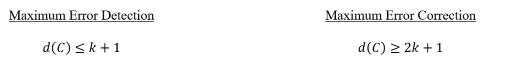 Maximum Error Detection Maximum Error Correction
d(C) ≤ k + 1 d(C) ≥ 2k + 1